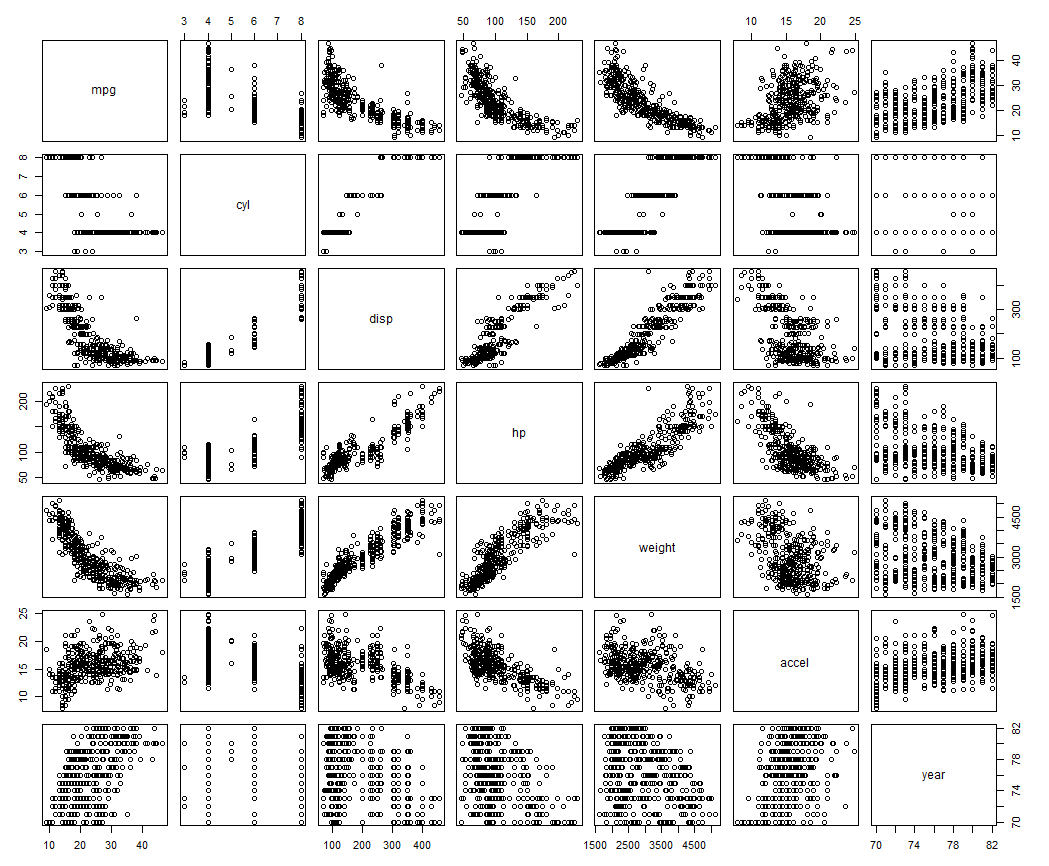 3 4 5 6 7 8 50 100 200 10 15 20 25
mpg
10 20 30 40
3 4 5 6 7 8
cyl
disp
100 300
50 100 200
hp
weight
1500 3000 4500
10 15 20 25
accel
year
70 74 78 82
10 20 30 40 100 200 300 400 1500 2500 3500 4500 70 74 78 82